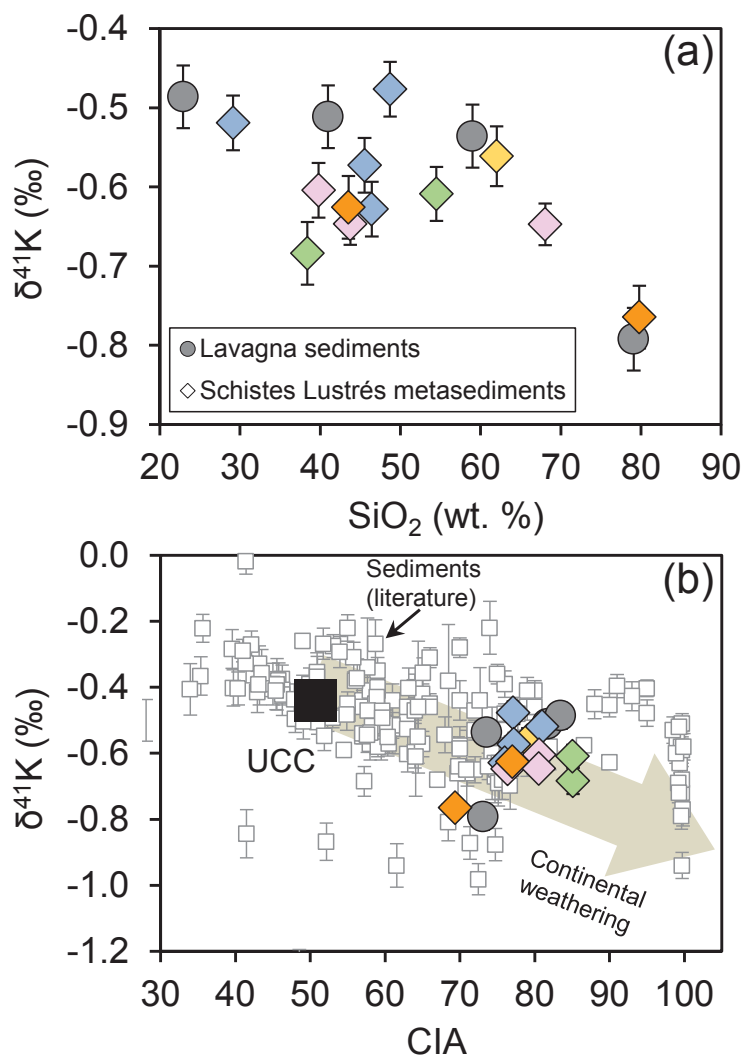 (a)
-0.4
-0.5
-0.6
-0.7
-0.8
-0.9
δ⁴¹K (‰)
Lavagna sediments
Schistes Lustrés metasediments
20 30 40 50 60 70 80 90
SiO₂ (wt. %)
(b)
0.0
-0.2
-0.4
-0.6
-0.8
-1.0
-1.2
δ⁴¹K (‰)
Sediments
(literature)
UCC
Continental
weathering
30 40 50 60 70 80 90 100
CIA